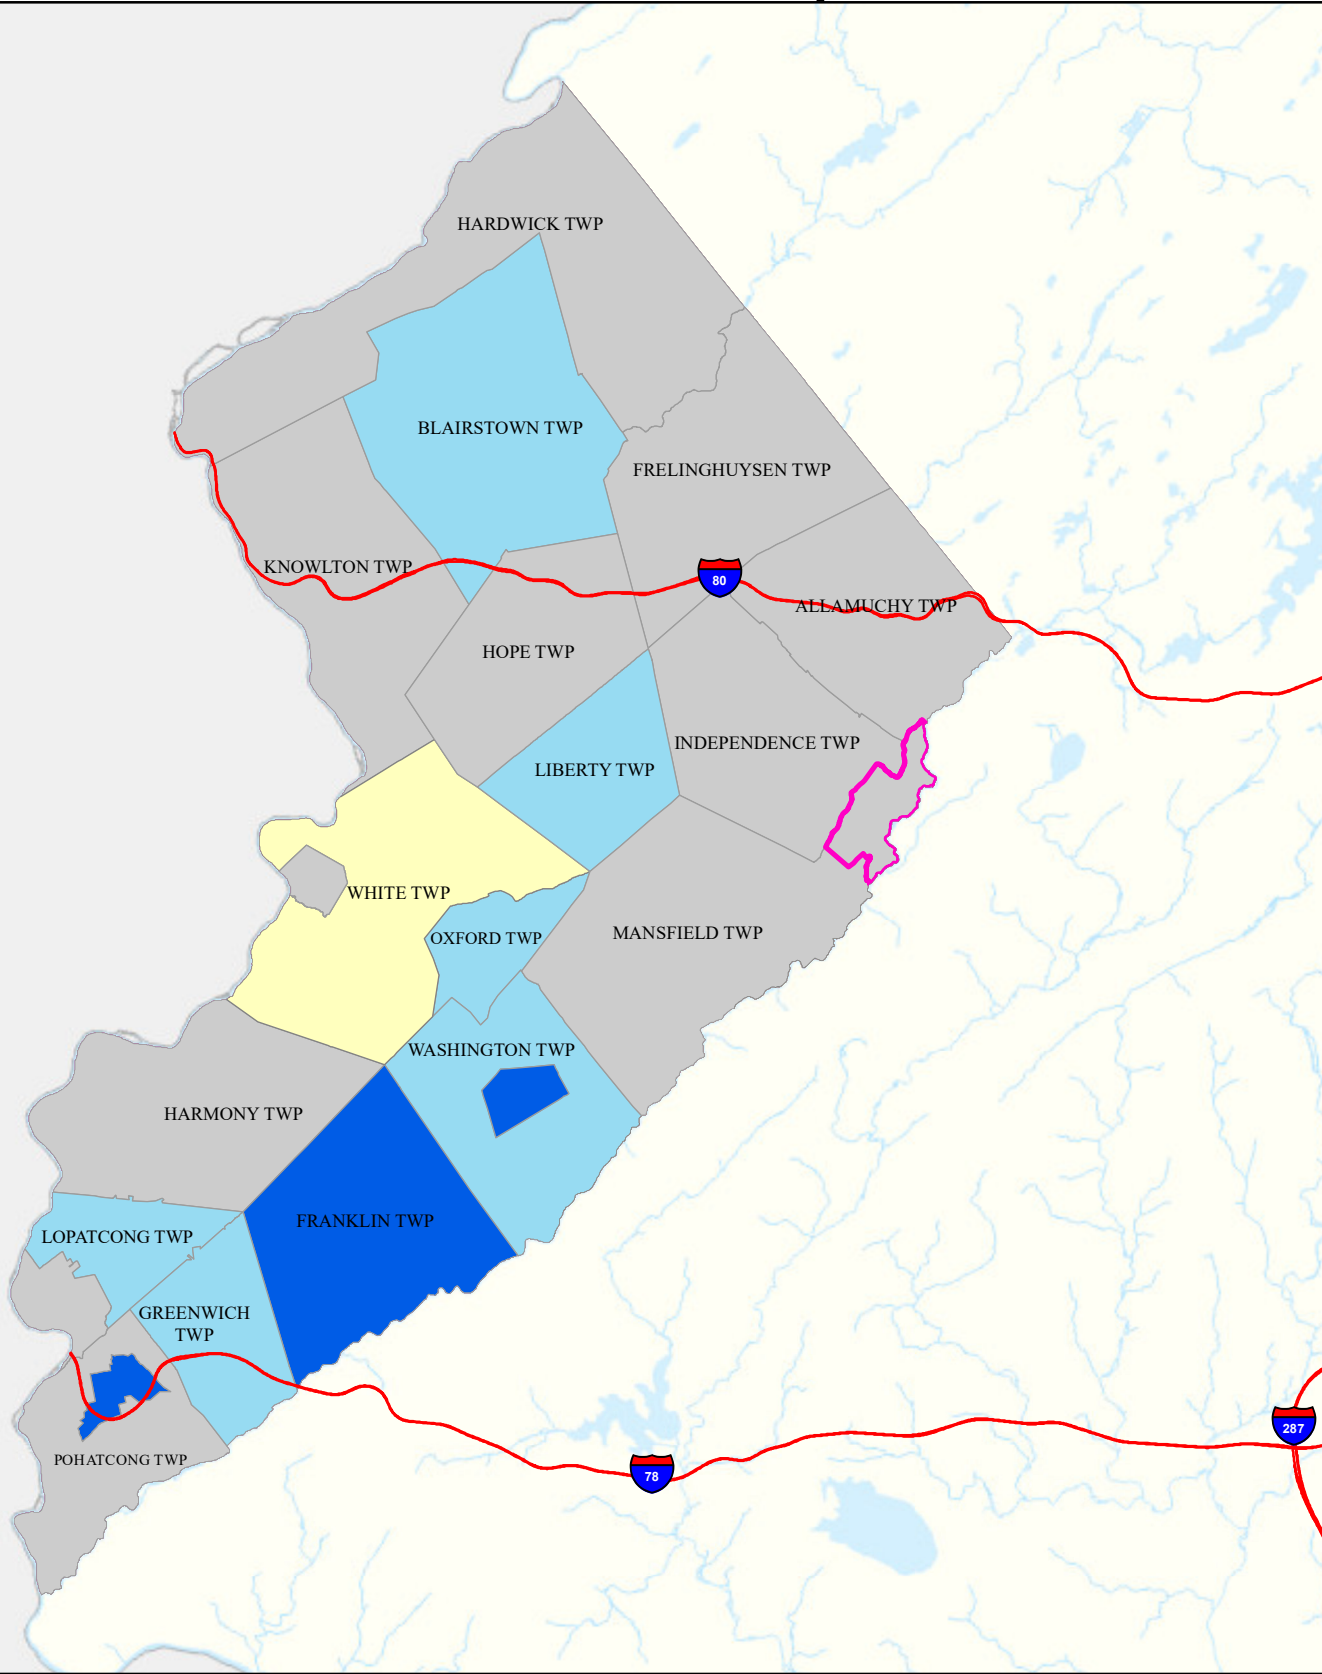 HARDWICK TWP
BLAIRSTOWN TWP
FRELINGHUYSEN TWP
KNOWLTON TWP
80
ALLAMUCHY TWP
HOPE TWP
INDEPENDENCE TWP
LIBERTY TWP
WHITE TWP
OXFORD TWP
MANSFIELD TWP
WASHINGTON TWP
HARMONY TWP
FRANKLIN TWP
LOPATCONG TWP
GREENWICH
TWP
287
POHATCONG TWP
78